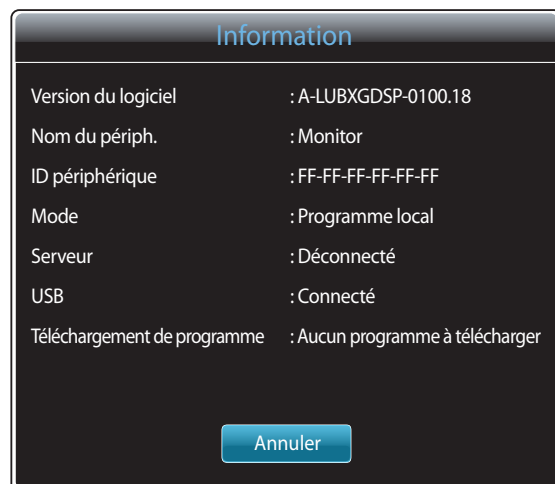 Information
Version du logiciel : A-LUBXGDSP-0100.18
Nom du périph. : Monitor
ID périphérique : FF-FF-FF-FF-FF-FF
Mode : Programme local
Serveur : Déconnecté
USB : Connecté
Téléchargement de programme : Aucun programme à télécharger
Annuler